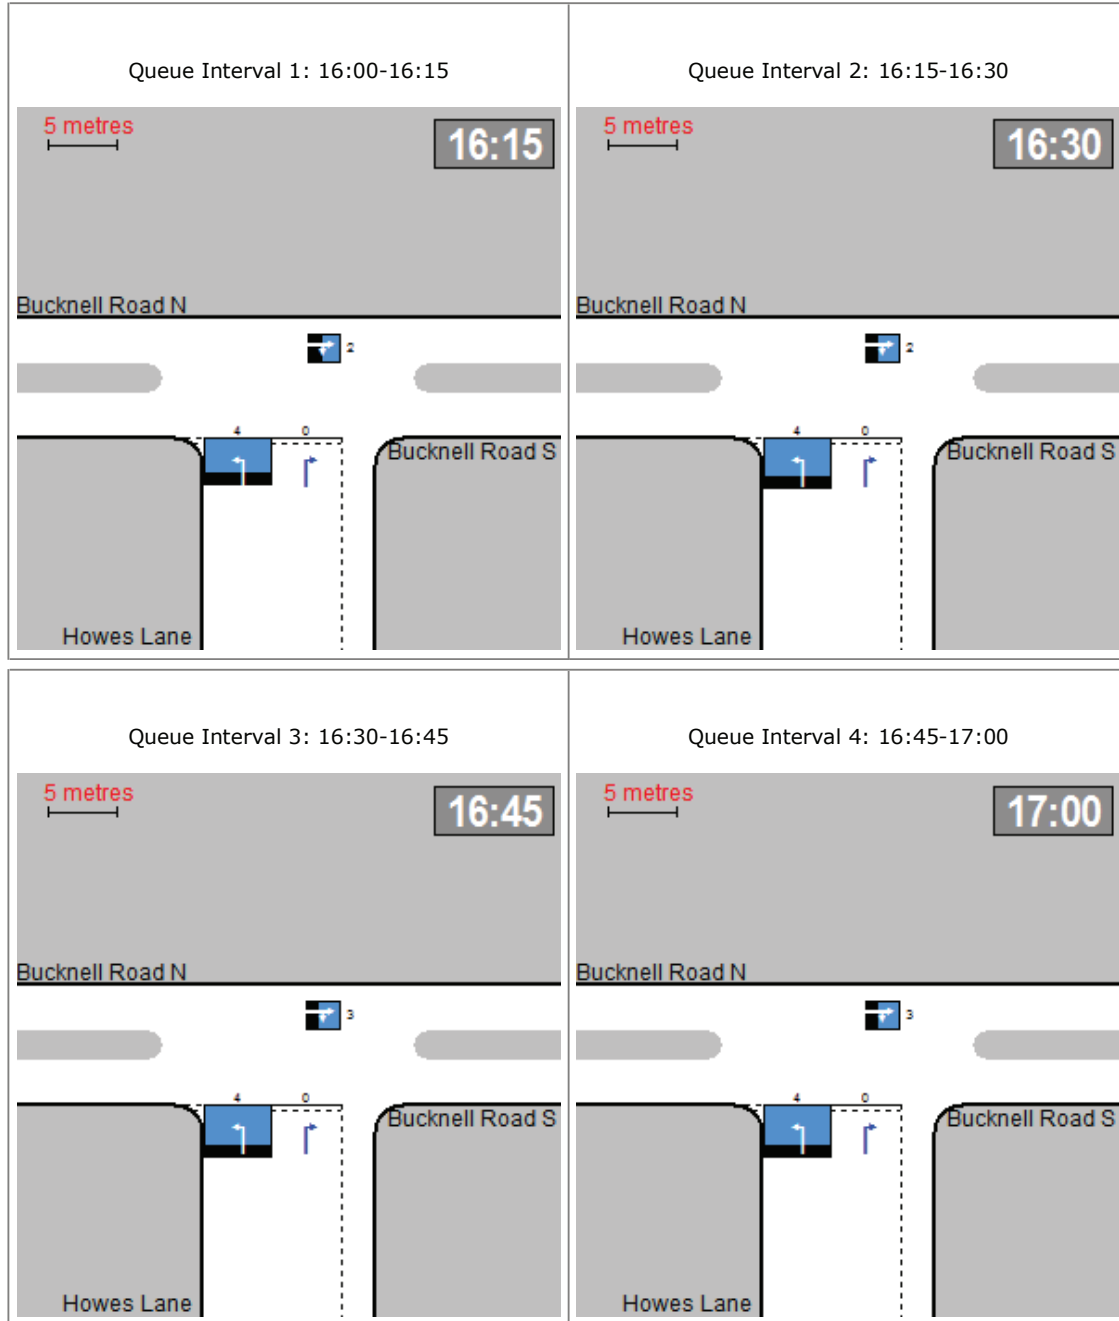 Queue Interval 1: 16:00-16:15
5 metres
16:15
Bucknell Road N
2
4 0
Bucknell Road S
Howes Lane
Queue Interval 2: 16:15-16:30
5 metres
16:30
Bucknell Road N
2
4 0
Bucknell Road S
Howes Lane
Queue Interval 3: 16:30-16:45
5 metres
16:45
Bucknell Road N
3
4 0
Bucknell Road S
Howes Lane
Queue Interval 4: 16:45-17:00
5 metres
17:00
Bucknell Road N
3
4 0
Bucknell Road S
Howes Lane